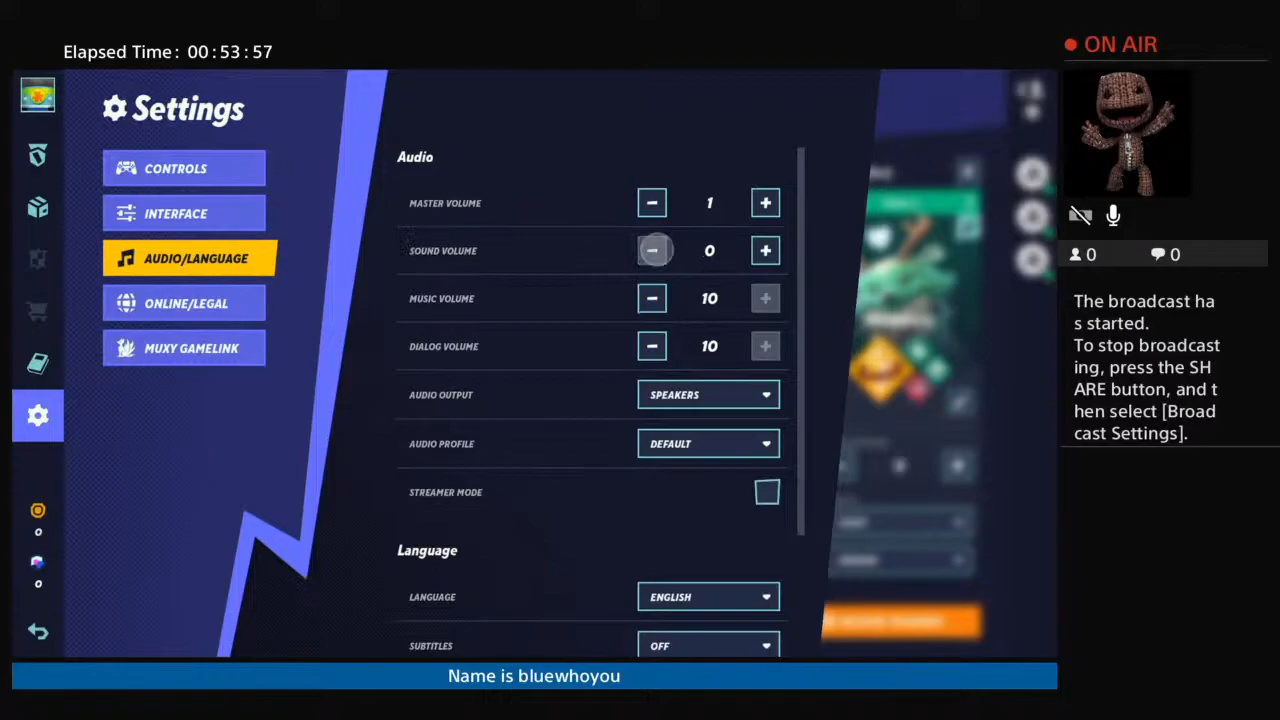 Elapsed Time: 00:53:57
ON AIR
Settings
CONTROLS
INTERFACE
AUDIO/LANGUAGE
ONLINE/LEGAL
MUXY GAMELINK
0
0
Audio
MASTER VOLUME 1
SOUND VOLUME 0
MUSIC VOLUME 10
DIALOG VOLUME 10
AUDIO OUTPUT SPEAKERS
AUDIO PROFILE DEFAULT
STREAMER MODE
Language
LANGUAGE ENGLISH
SUBTITLES OFF
0 0
The broadcast ha
s started.
To stop broadcast
ing, press the SH
ARE button, and t
hen select [Broad
cast Settings].
Name is bluewhoyou